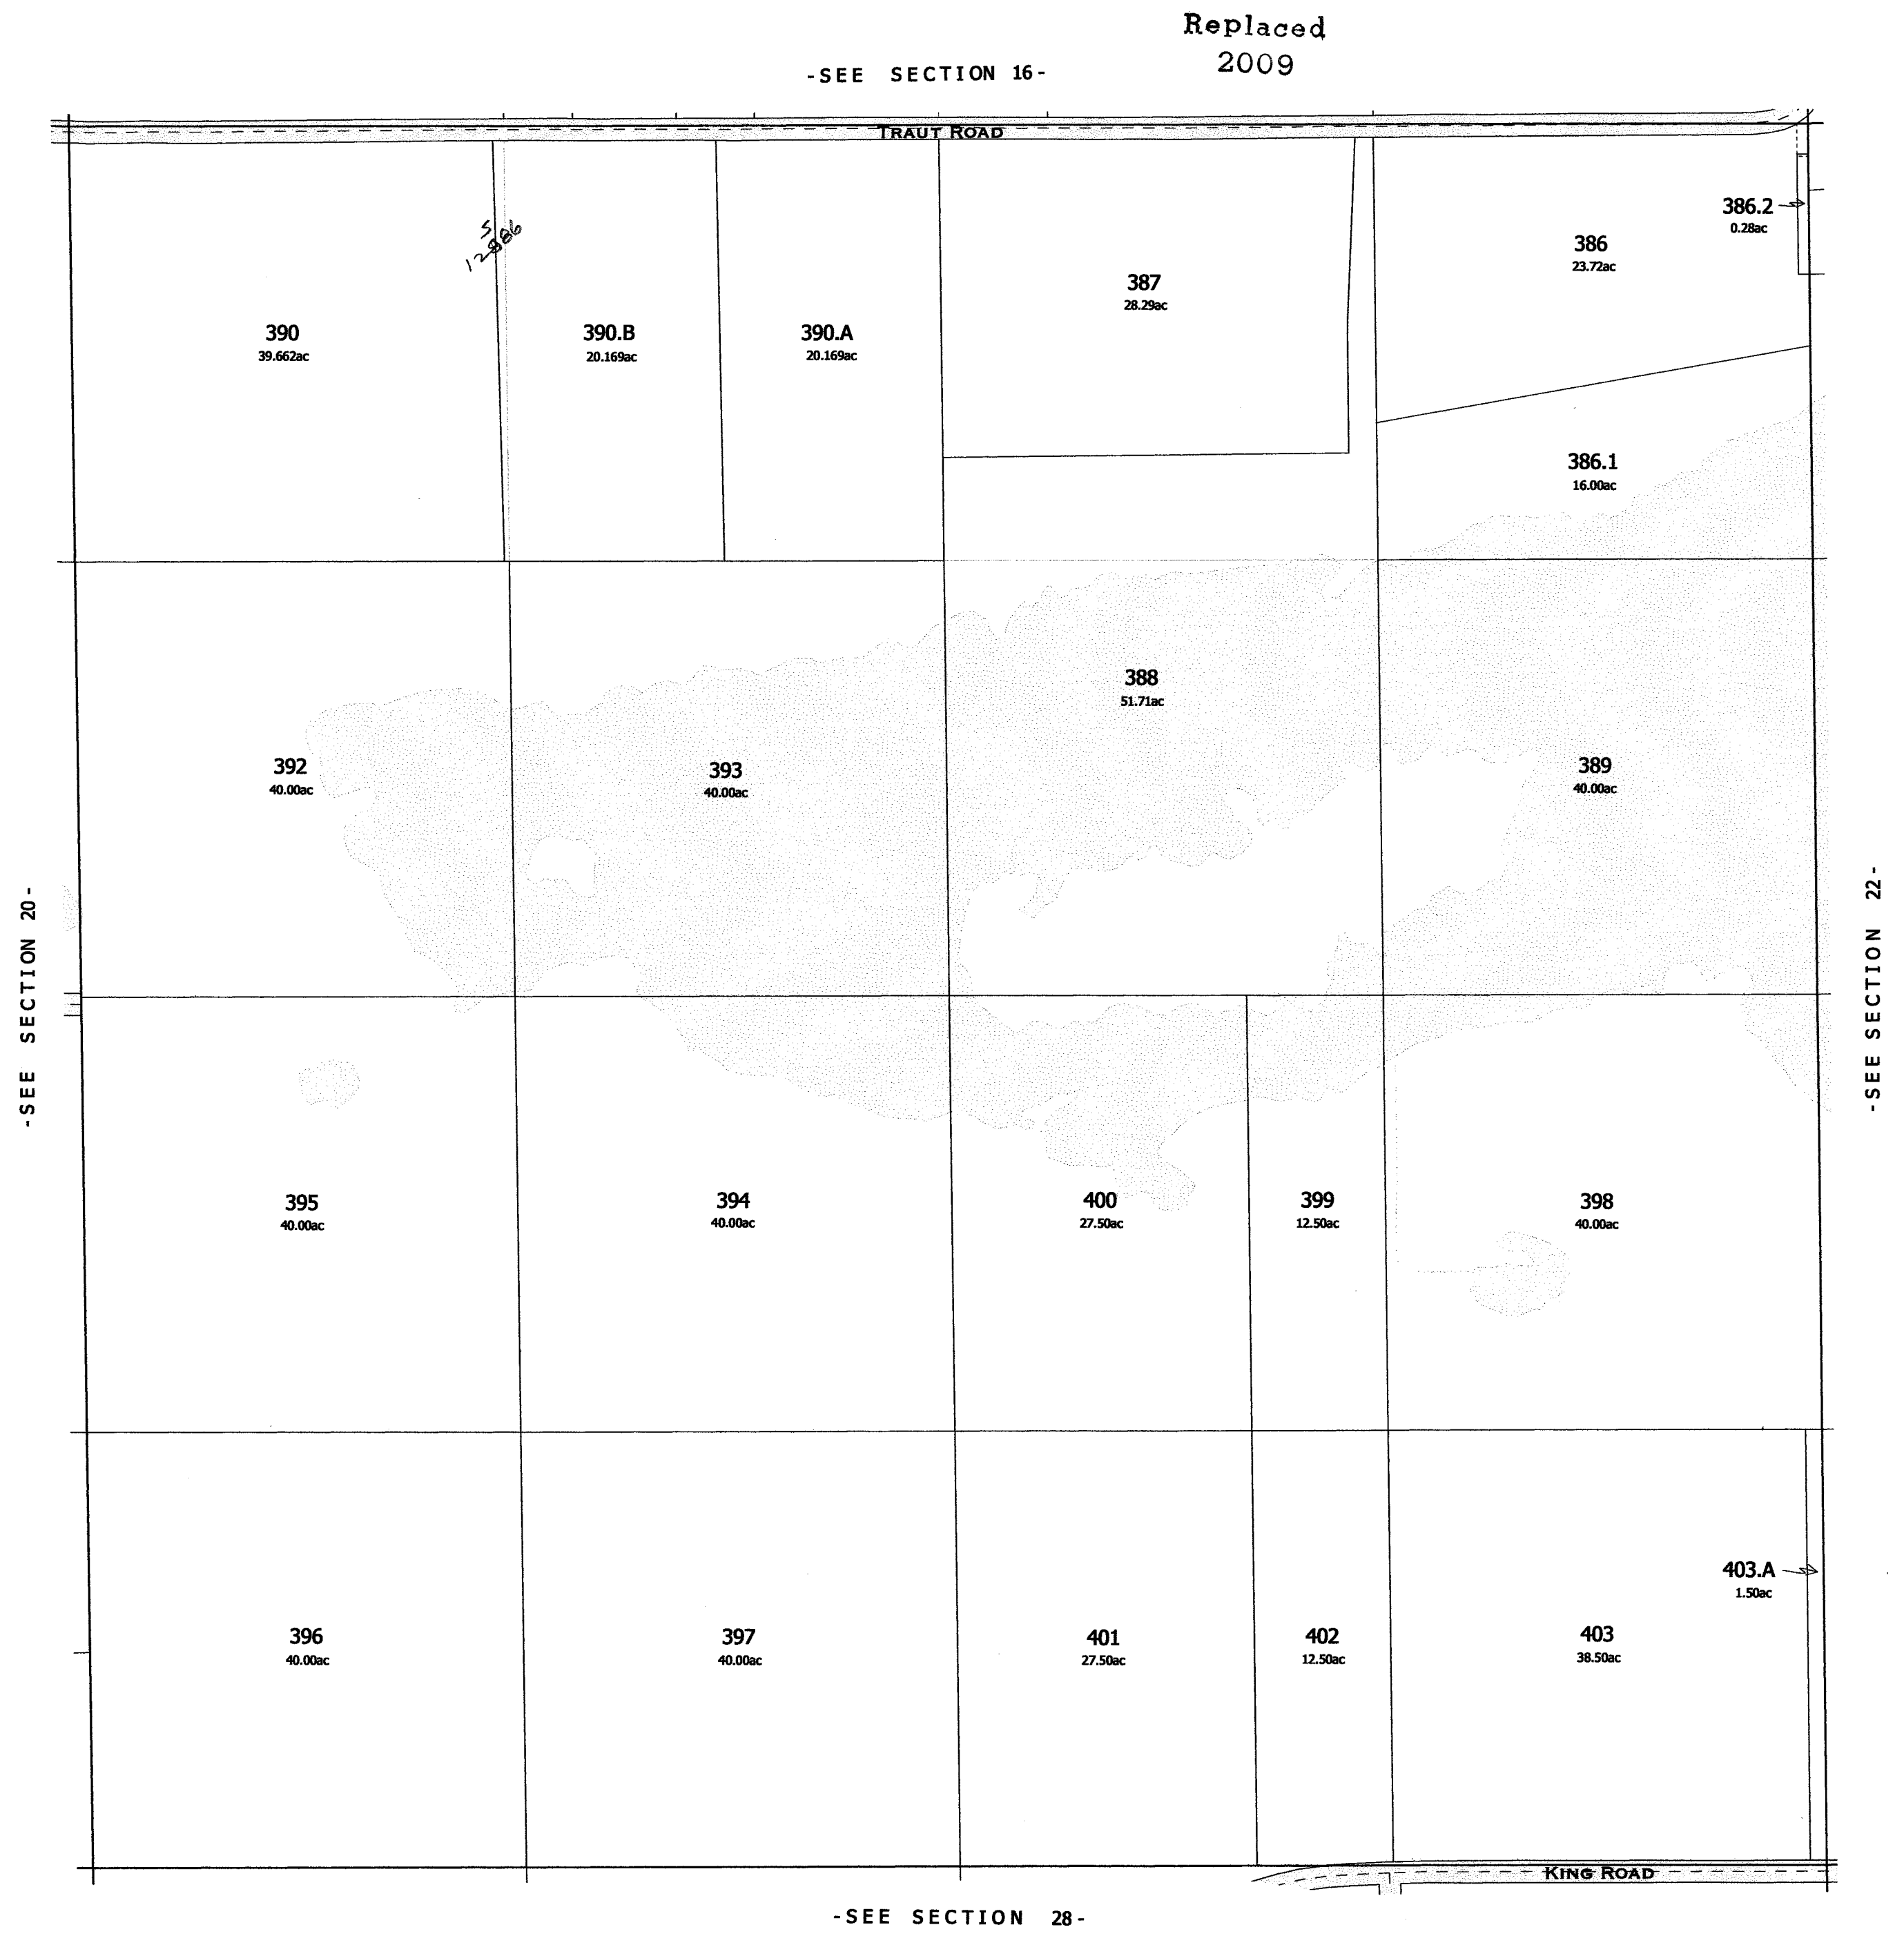 Replaced
2009
-SEE SECTION 16-
TRAUT ROAD
386.2
0.28ac
386
23.72ac
S
12886
387
28.29ac
390
39.662ac
390.B
20.169ac
390.A
20.169ac
386.1
16.00ac
388
51.71ac
392
40.00ac
393
40.00ac
389
40.00ac
-SEE SECTION 20-
-SEE SECTION 22-
395
40.00ac
394
40.00ac
400
27.50ac
399
12.50ac
398
40.00ac
403.A
1.50ac
396
40.00ac
397
40.00ac
401
27.50ac
402
12.50ac
403
38.50ac
KING ROAD
-SEE SECTION 28-